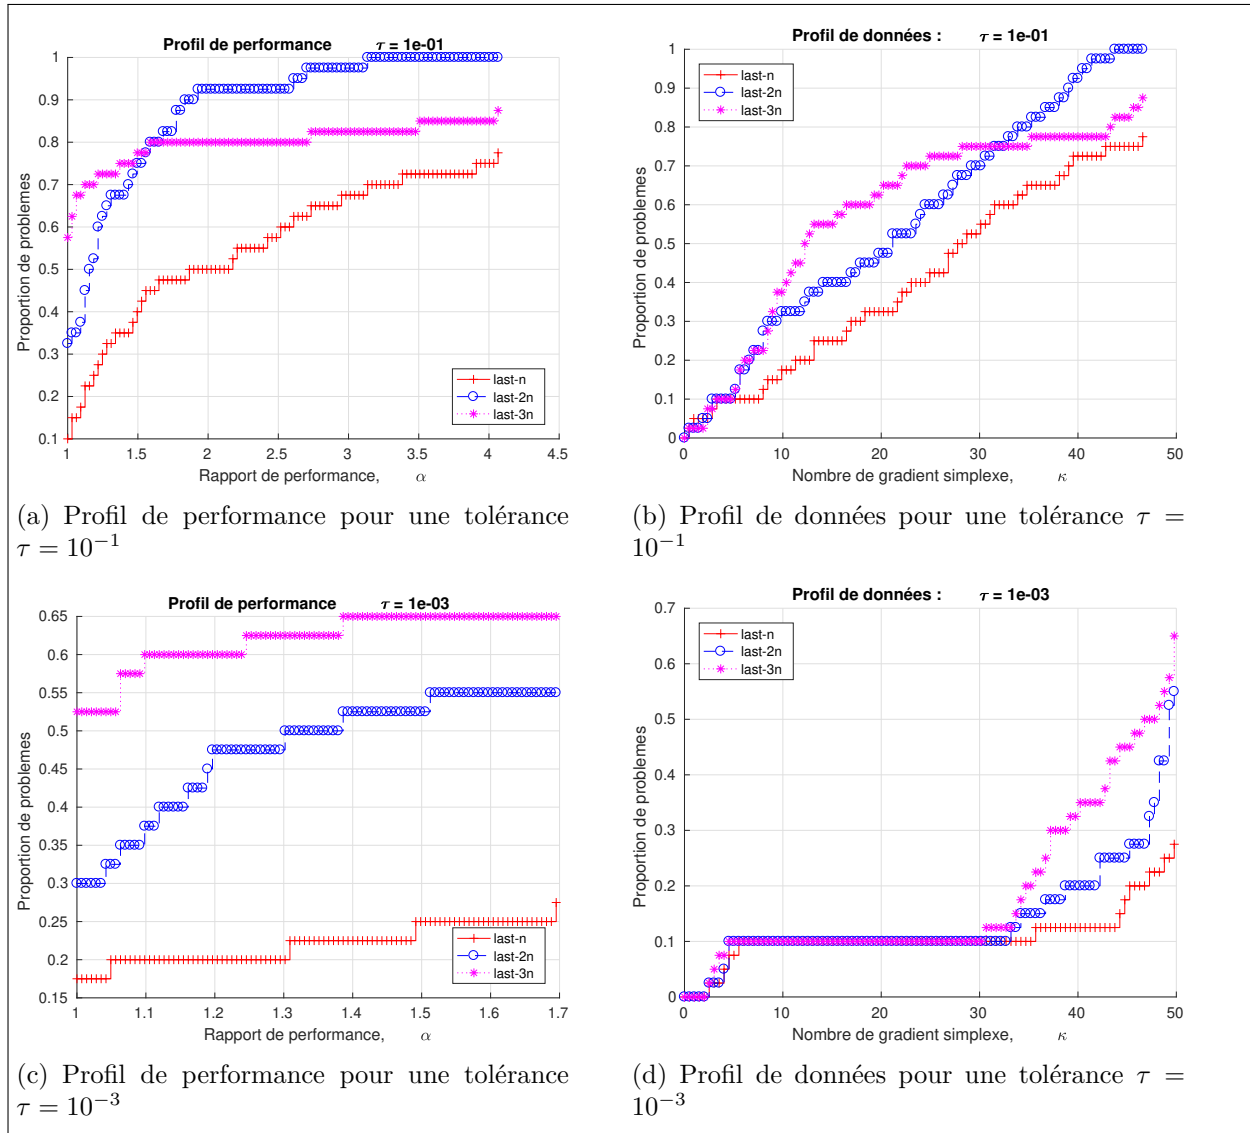 Profil de performance τ = 1e-01
1
0.9
0.8
0.7
0.6
0.5
0.4
0.3
0.2
0.1
Proportion de problemes
last-n
last-2n
last-3n
1 1.5 2 2.5 3 3.5 4 4.5
Rapport de performance, α
(a) Profil de performance pour une tolérance
τ = 10⁻¹
Profil de données : τ = 1e-01
1
0.9
0.8
0.7
0.6
0.5
0.4
0.3
0.2
0.1
0
Proportion de problemes
last-n
last-2n
last-3n
0 10 20 30 40 50
Nombre de gradient simplexe, κ
(b) Profil de données pour une tolérance τ =
10⁻¹
Profil de performance τ = 1e-03
0.65
0.6
0.55
0.5
0.45
0.4
0.35
0.3
0.25
0.2
0.15
Proportion de problemes
last-n
last-2n
last-3n
1 1.1 1.2 1.3 1.4 1.5 1.6 1.7
Rapport de performance, α
(c) Profil de performance pour une tolérance
τ = 10⁻³
Profil de données : τ = 1e-03
0.7
0.6
0.5
0.4
0.3
0.2
0.1
0
Proportion de problemes
last-n
last-2n
last-3n
0 10 20 30 40 50
Nombre de gradient simplexe, κ
(d) Profil de données pour une tolérance τ =
10⁻³